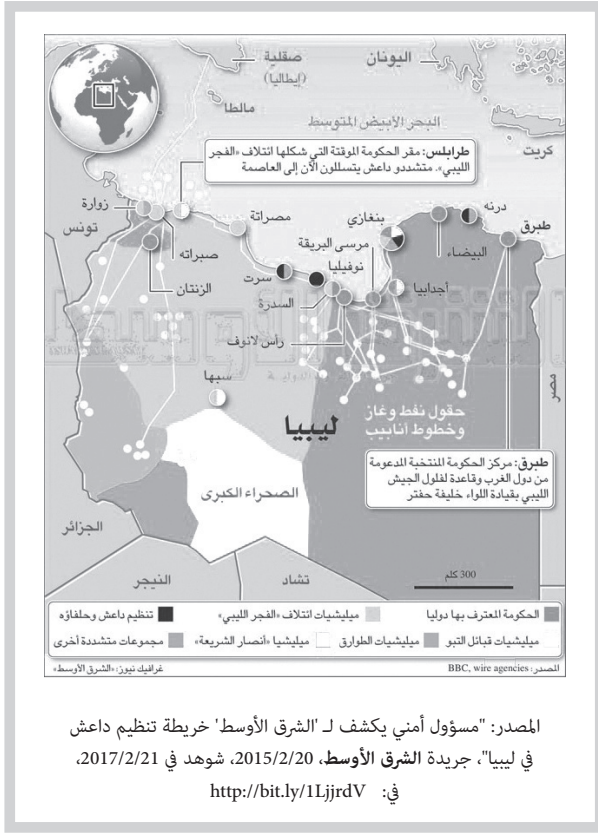 صقلية
(إيطاليا)
اليونان
مالطا
البحر الأبيض المتوسط
كريت
طرابلس: مقر الحكومة الموقتة التي شكلها ائتلاف «الفجر
الليبي». متشددو داعش يتسللون الآن إلى العاصمة
زوارة
تونس
صبراته
الزنتان
مصراتة
سرت
نوفيليا
السدرة
رأس لانوف
مرسى البريقة
بنغازي
أجدابيا
البيضاء
درنه
طبرق
مصر
سبها
ليبيا
حقول نفط وغاز
وخطوط أنابيب
طبرق: مركز الحكومة المنتخبة المدعومة
من دول الغرب وقاعدة لفلول الجيش
الليبي بقيادة اللواء خليفة حفتر
الصحراء الكبرى
الجزائر
النيجر
تشاد
300 كلم
الحكومة المعترف بها دوليا
ميليشيات ائتلاف «الفجر الليبي»
تنظيم داعش وحلفاؤه
ميليشيات قبائل التبو
ميليشيات الطوارق
ميليشيا «أنصار الشريعة»
مجموعات متشددة أخرى
المصدر: BBC, wire agencies
غرافيك نيوز: «الشرق الأوسط»
المصدر: "مسؤول أمني يكشف لـ 'الشرق الأوسط' خريطة تنظيم داعش
في ليبيا"، جريدة الشرق الأوسط، 2015/2/20، شوهد في 2017/2/21،
في: http://bit.ly/1LjjrdV